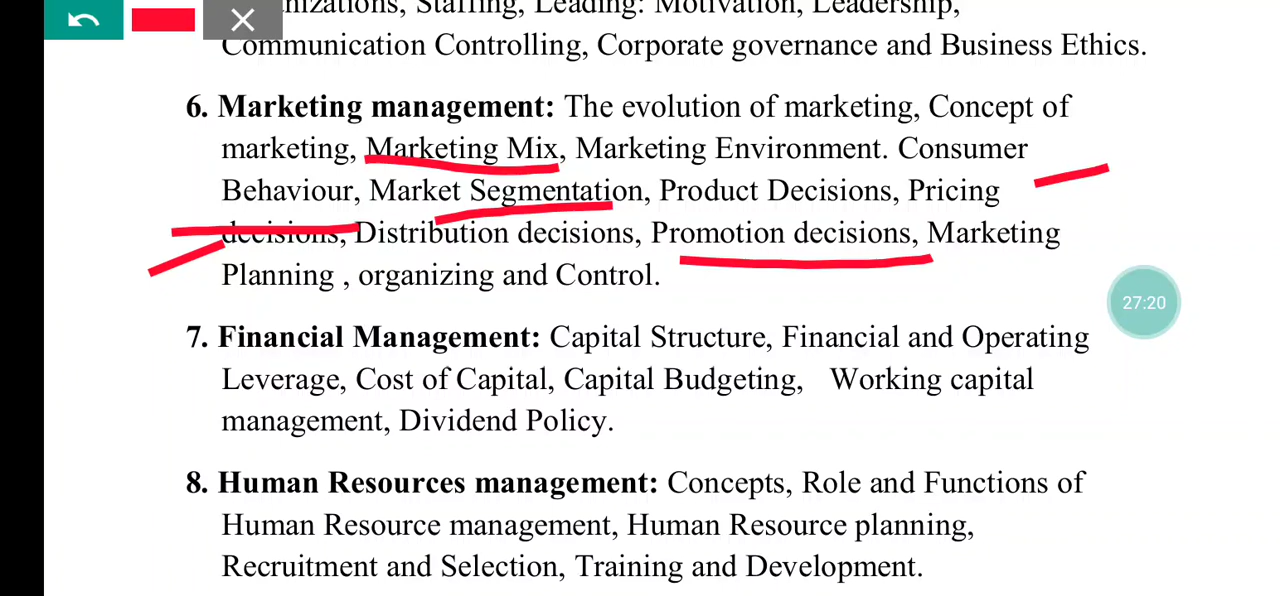 Staffing, Leading: Motivation, Leadership,
Communication Controlling, Corporate governance and Business Ethics.
6. Marketing management: The evolution of marketing, Concept of
marketing, Marketing Mix, Marketing Environment. Consumer
Behaviour, Market Segmentation, Product Decisions, Pricing
decisions, Distribution decisions, Promotion decisions, Marketing
Planning , organizing and Control.
27:20
7. Financial Management: Capital Structure, Financial and Operating
Leverage, Cost of Capital, Capital Budgeting, Working capital
management, Dividend Policy.
8. Human Resources management: Concepts, Role and Functions of
Human Resource management, Human Resource planning,
Recruitment and Selection, Training and Development.